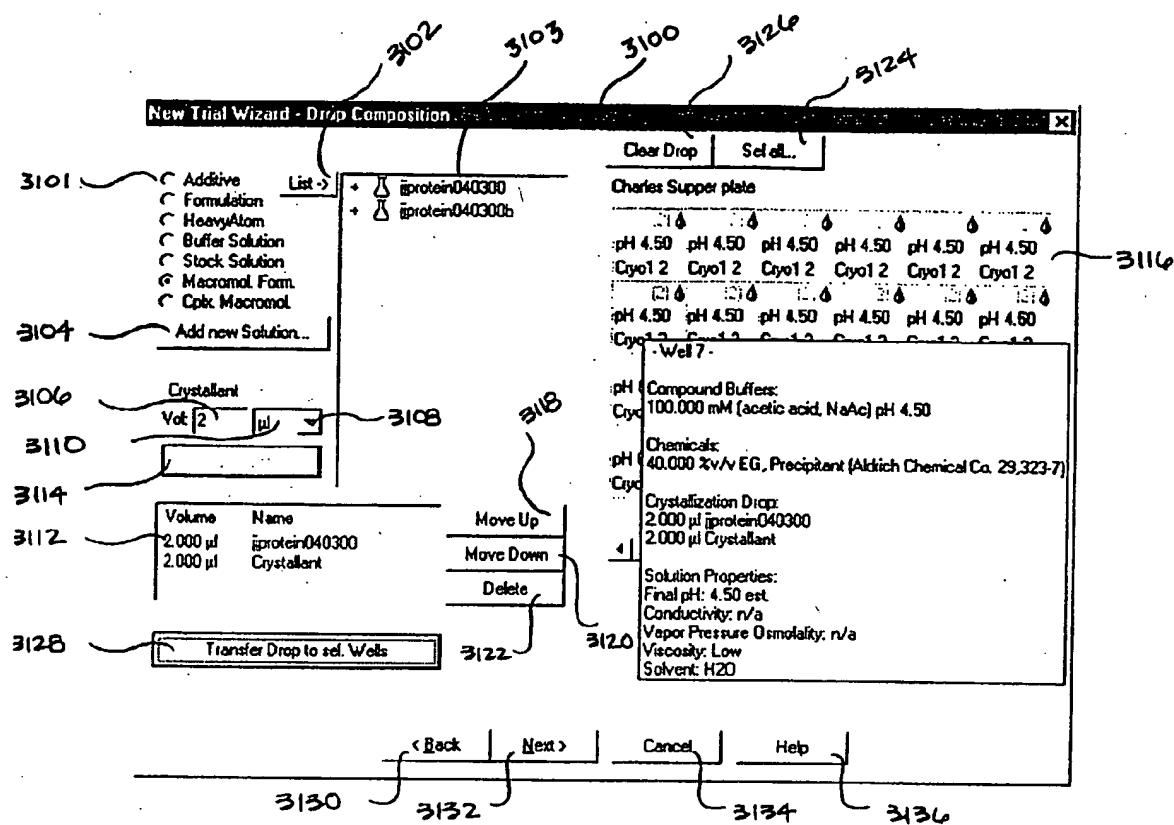 3102 3103 3100 3126 3124
New Trial Wizard - Drop Composition
Clear Drop Sel all...
3101
Additive
Formulation
HeavyAtom
Buffer Solution
Stock Solution
Macromol. Form.
Cplx. Macromol.
List ->
+ jjprotein040300
+ jjprotein040300b
Charles Supper plate
pH 4.50 pH 4.50 pH 4.50 pH 4.50 pH 4.50 pH 4.50
Cryo1 2 Cryo1 2 Cryo1 2 Cryo1 2 Cryo1 2 Cryo1 2
3116
pH 4.50 pH 4.50 pH 4.50 pH 4.50 pH 4.50 pH 4.60
3104
Add new Solution...
3106
Crystallant
Vol: 2 µl
3108
3110
3114
3118
- Well 7 -
Compound Buffers:
100.000 mM (acetic acid, NaAc) pH 4.50
Chemicals:
40.000 %v/v EG, Precipitant (Aldrich Chemical Co. 29,323-7)
Crystallization Drop:
2.000 µl jjprotein040300
2.000 µl Crystallant
Solution Properties:
Final pH: 4.50 est.
Conductivity: n/a
Vapor Pressure Osmolality: n/a
Viscosity: Low
Solvent: H2O
3112
Volume Name
2.000 µl jjprotein040300
2.000 µl Crystallant
Move Up
Move Down
Delete
3120
3122
3128
Transfer Drop to sel. Wells
< Back Next > Cancel Help
3130 3132 3134 3136